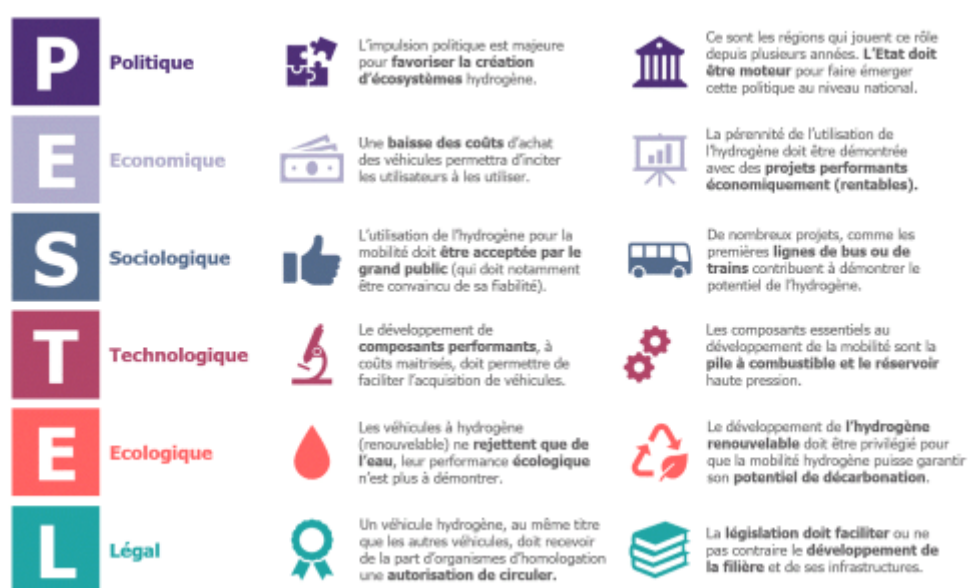 P
Politique
L'impulsion politique est majeure
pour favoriser la création
d'écosystèmes hydrogène.
Ce sont les régions qui jouent ce rôle
depuis plusieurs années. L'Etat doit
être moteur pour faire émerger
cette politique au niveau national.
E
Economique
Une baisse des coûts d'achat
des véhicules permettra d'inciter
les utilisateurs à les utiliser.
La pérennité de l'utilisation de
l'hydrogène doit être démontrée
avec des projets performants
économiquement (rentables).
S
Sociologique
L'utilisation de l'hydrogène pour la
mobilité doit être acceptée par le
grand public (qui doit notamment
être convaincu de sa fiabilité).
De nombreux projets, comme les
premières lignes de bus ou de
trains contribuent à démontrer le
potentiel de l'hydrogène.
T
Technologique
Le développement de
composants performants, à
coûts maitrisés, doit permettre de
faciliter l'acquisition de véhicules.
Les composants essentiels au
développement de la mobilité sont la
pile à combustible et le réservoir
haute pression.
E
Ecologique
Les véhicules à hydrogène
(renouvelable) ne rejettent que de
l'eau, leur performance écologique
n'est plus à démontrer.
Le développement de l'hydrogène
renouvelable doit être privilégié pour
que la mobilité hydrogène puisse garantir
son potentiel de décarbonation.
L
Légal
Un véhicule hydrogène, au même titre
que les autres véhicules, doit recevoir
de la part d'organismes d'homologation
une autorisation de circuler.
La législation doit faciliter ou ne
pas contraire le développement de
la filière et de ses infrastructures.